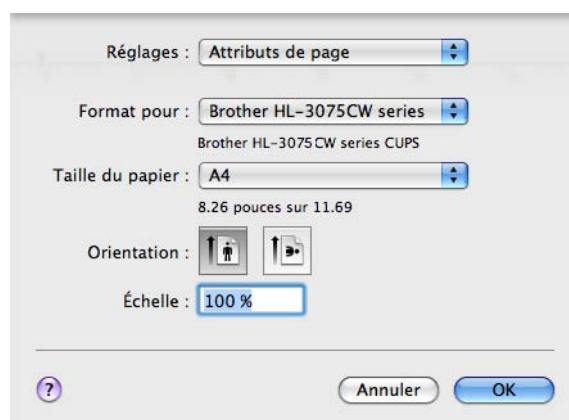 Réglages : Attributs de page
Format pour : Brother HL-3075CW series
Brother HL-3075CW series CUPS
Taille du papier : A4
8.26 pouces sur 11.69
Orientation :
Échelle : 100 %
? Annuler OK